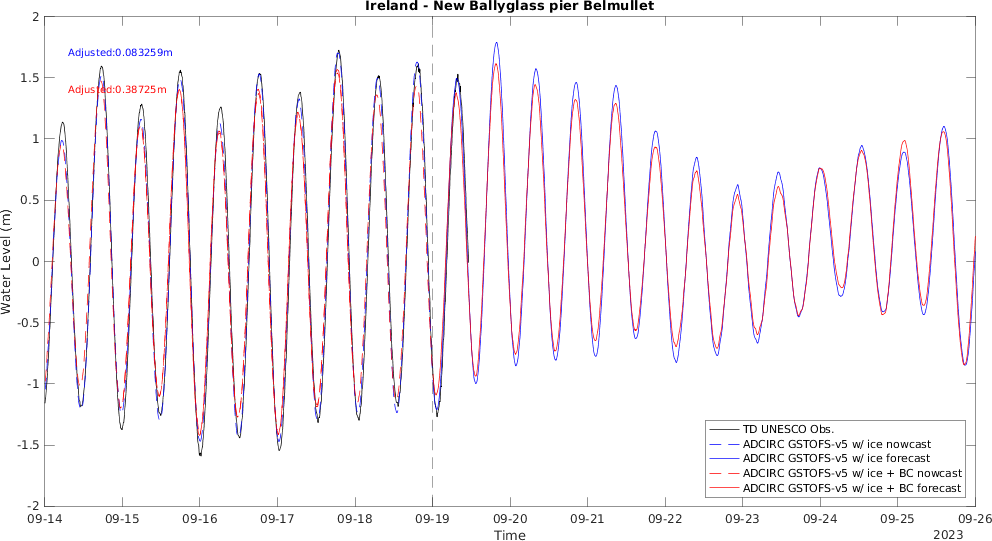 Ireland - New Ballyglass pier Belmullet
Adjusted:0.083259m
Adjusted:0.38725m
Water Level (m)
2
1.5
1
0.5
0
-0.5
-1
-1.5
-2
TD UNESCO Obs.
ADCIRC GSTOFS-v5 w/ ice nowcast
ADCIRC GSTOFS-v5 w/ ice forecast
ADCIRC GSTOFS-v5 w/ ice + BC nowcast
ADCIRC GSTOFS-v5 w/ ice + BC forecast
09-14 09-15 09-16 09-17 09-18 09-19 09-20 09-21 09-22 09-23 09-24 09-25 09-26
Time
2023